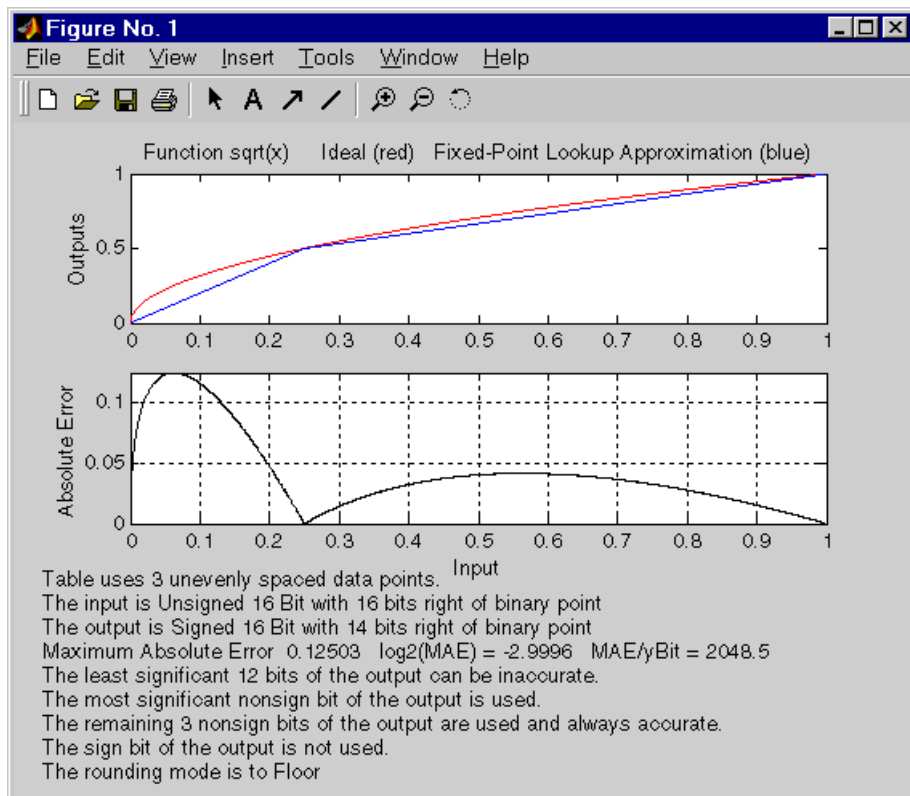 Figure No. 1
File Edit View Insert Tools Window Help
A
Function sqrt(x) Ideal (red) Fixed-Point Lookup Approximation (blue)
1
0.5
0
Outputs
0 0.1 0.2 0.3 0.4 0.5 0.6 0.7 0.8 0.9 1
0.1
0.05
0
Absolute Error
0 0.1 0.2 0.3 0.4 0.5 0.6 0.7 0.8 0.9 1
Input
Table uses 3 unevenly spaced data points.
The input is Unsigned 16 Bit with 16 bits right of binary point
The output is Signed 16 Bit with 14 bits right of binary point
Maximum Absolute Error 0.12503 log2(MAE) = -2.9996 MAE/yBit = 2048.5
The least significant 12 bits of the output can be inaccurate.
The most significant nonsign bit of the output is used.
The remaining 3 nonsign bits of the output are used and always accurate.
The sign bit of the output is not used.
The rounding mode is to Floor